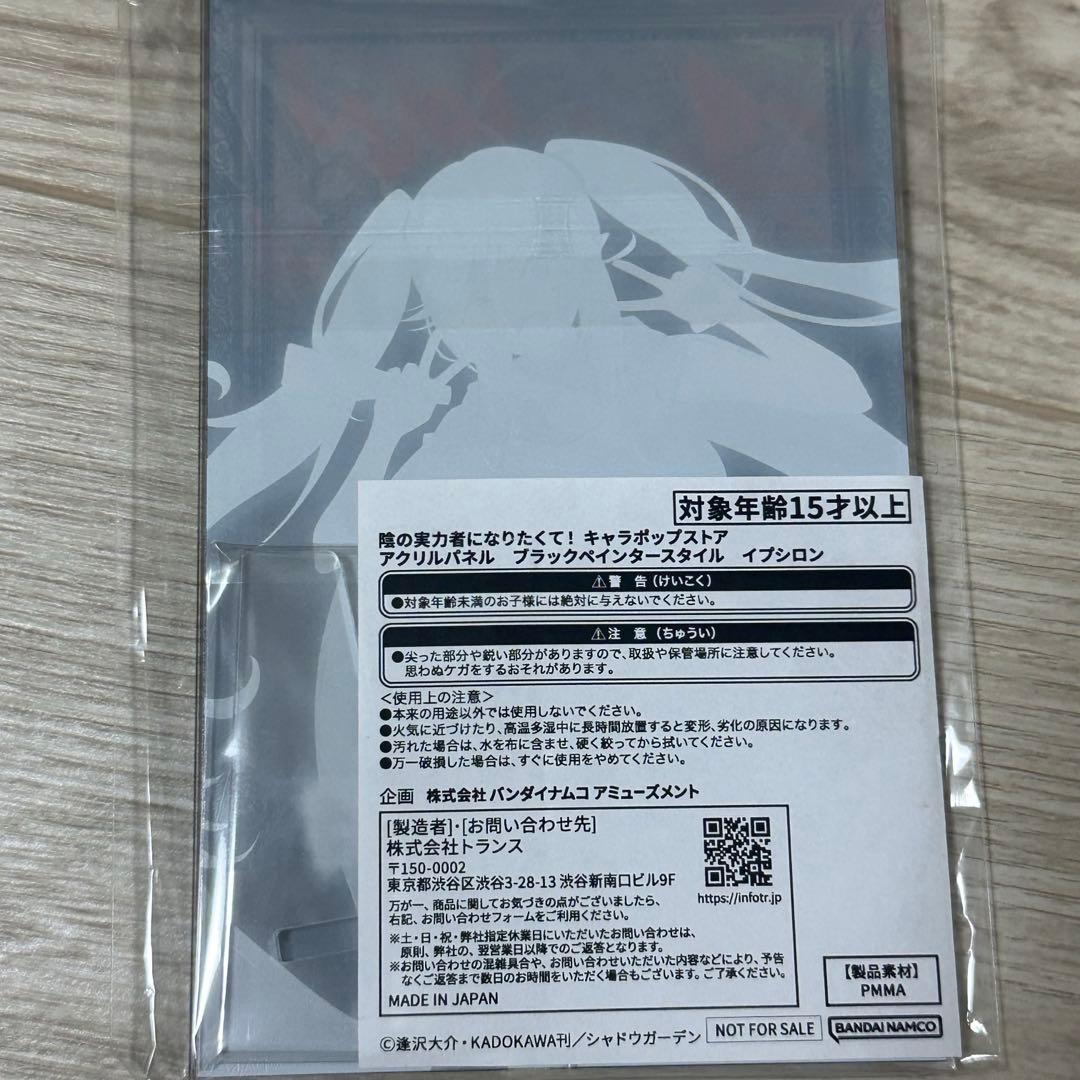 対象年齢15才以上
陰の実力者になりたくて！ キャラポップストア
アクリルパネル　ブラックペインタースタイル　イプシロン
⚠警　告（けいこく）
●対象年齢未満のお子様には絶対に与えないでください。
⚠注　意（ちゅうい）
●尖った部分や鋭い部分がありますので、取扱や保管場所に注意してください。
思わぬケガをするおそれがあります。
＜使用上の注意＞
●本来の用途以外では使用しないでください。
●火気に近づけたり、高温多湿中に長時間放置すると変形、劣化の原因になります。
●汚れた場合は、水を布に含ませ、硬く絞ってから拭いてください。
●万一破損した場合は、すぐに使用をやめてください。
企画　株式会社 バンダイナムコ アミューズメント
[製造者]・[お問い合わせ先]
株式会社トランス
〒150-0002
東京都渋谷区渋谷3-28-13 渋谷新南口ビル9F
万が一、商品に関してお気づきの点がございましたら、
右記、お問い合わせフォームをご利用ください。
https://infotr.jp
※土・日・祝・弊社指定休業日にいただいたお問い合わせは、
原則、弊社の、翌営業日以降でのご返答となります。
※お問い合わせの混雑具合や、お問い合わせいただいた内容などにより、予告
なくご返答まで数日のお時間をいただく場合もございます。ご了承ください。
MADE IN JAPAN
【製品素材】
PMMA
©逢沢大介・KADOKAWA刊／シャドウガーデン
NOT FOR SALE
BANDAI NAMCO